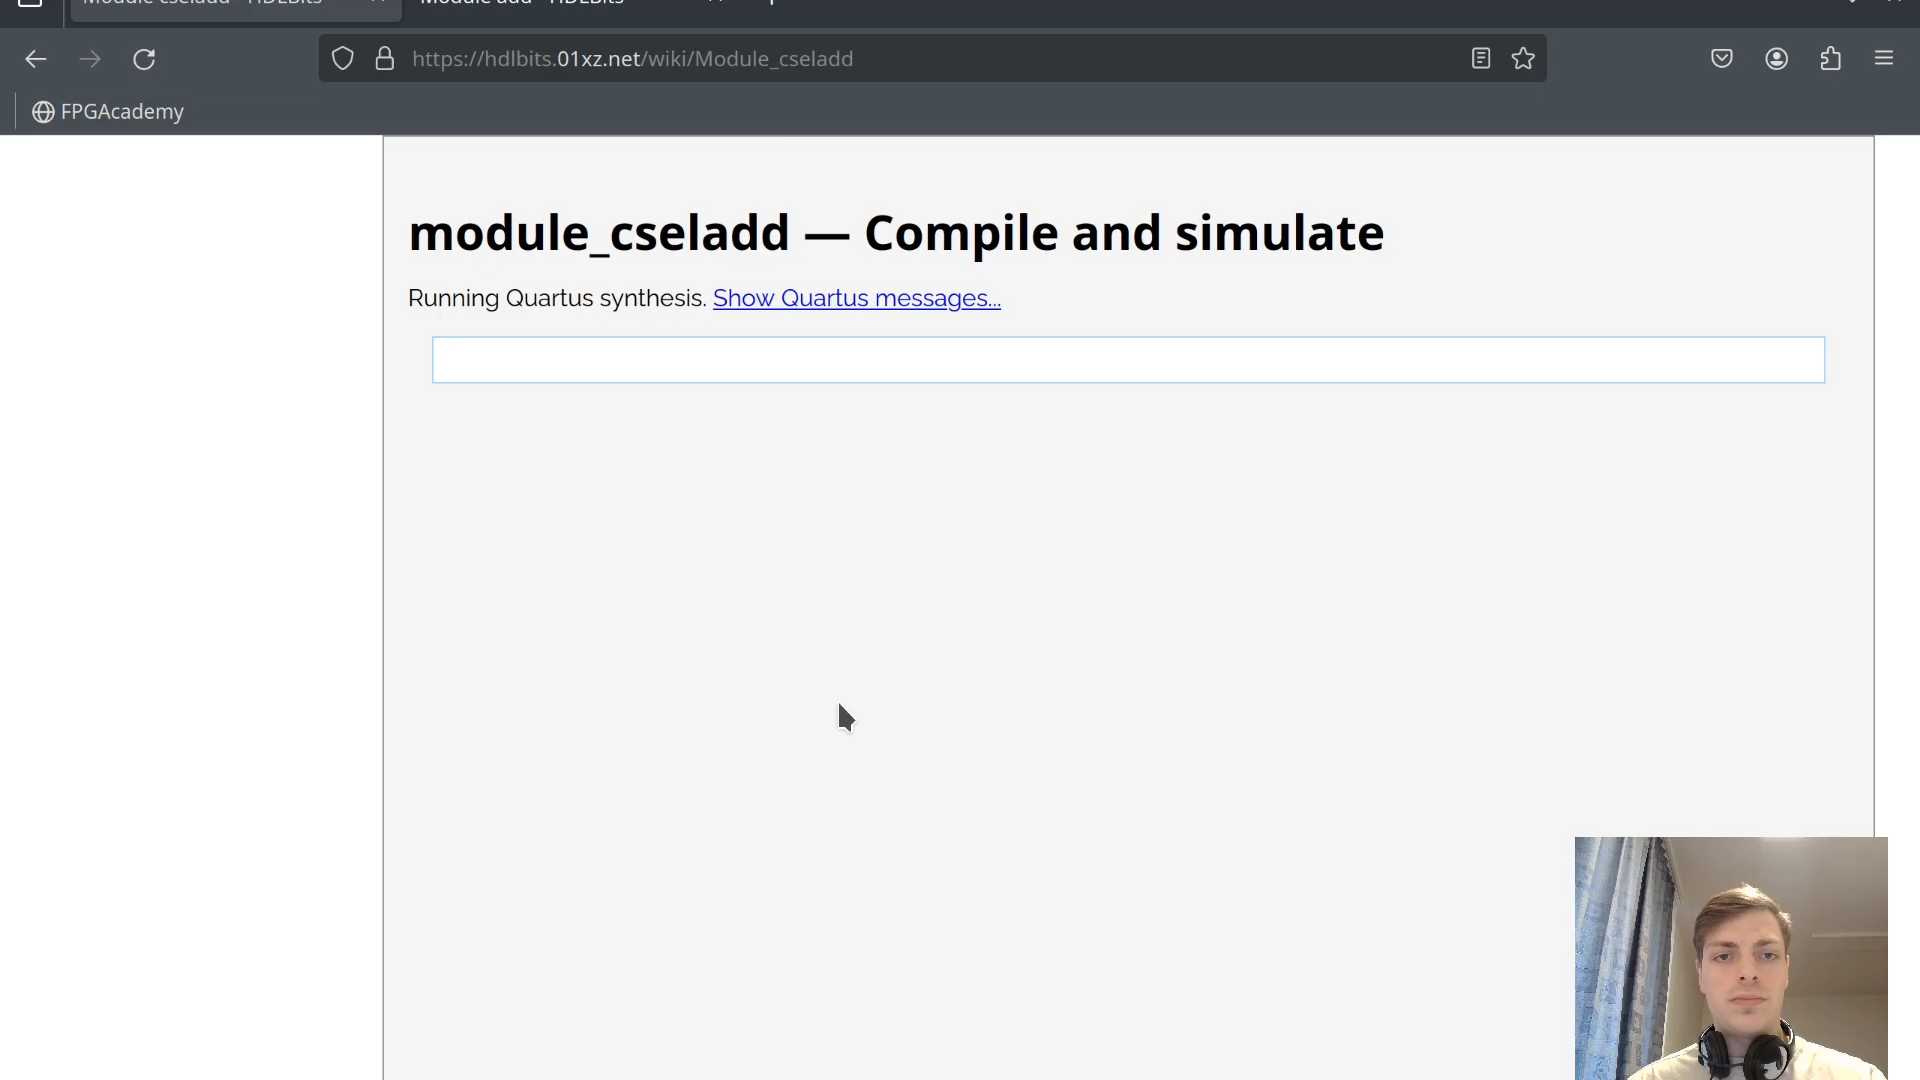 https://hdlbits.01xz.net/wiki/Module_cseladd
FPGAcademy
module_cseladd — Compile and simulate
Running Quartus synthesis. Show Quartus messages...